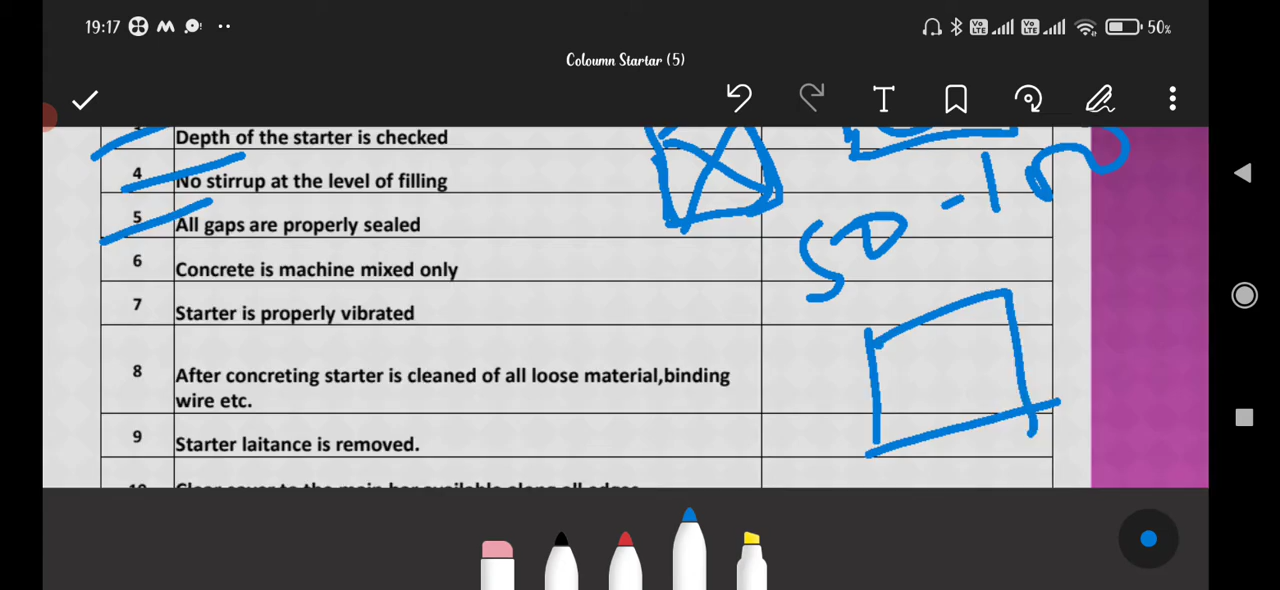 19:17
50%
Coloumn Startar (5)
T
Depth of the starter is checked
4 No stirrup at the level of filling
5 All gaps are properly sealed
50 - 100
6 Concrete is machine mixed only
7 Starter is properly vibrated
8 After concreting starter is cleaned of all loose material,binding
wire etc.
9 Starter laitance is removed.